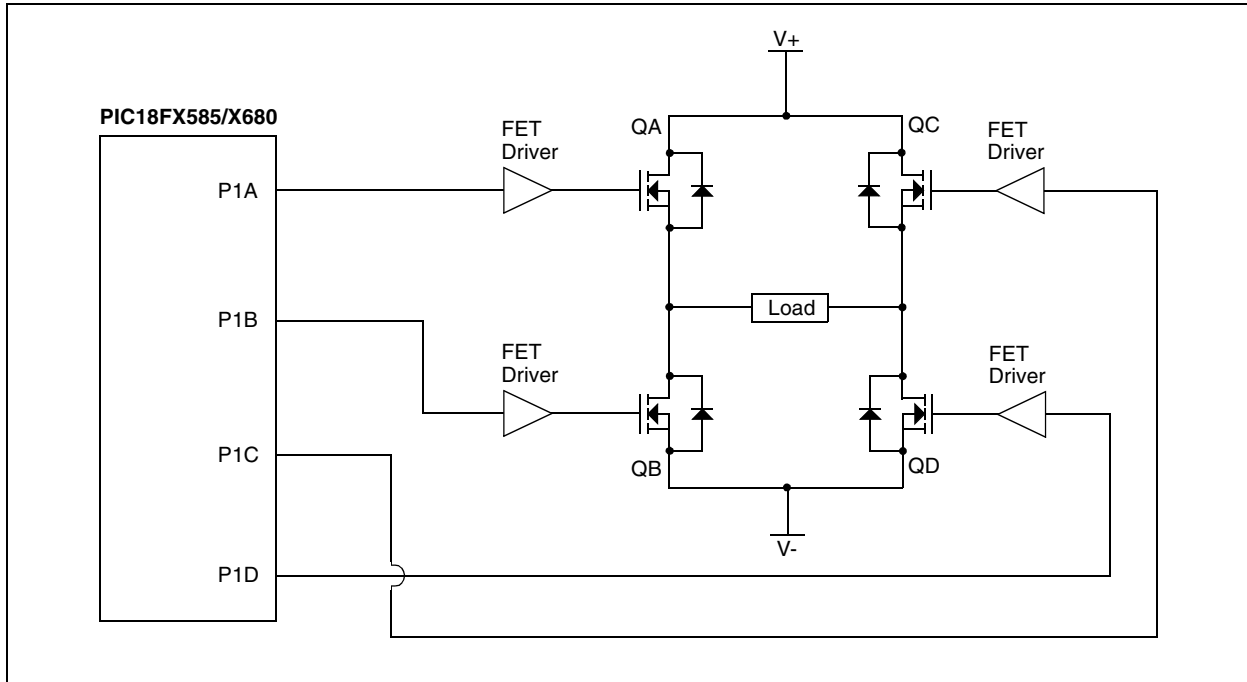 V+
PIC18FX585/X680
FET
Driver
QA
QC
FET
Driver
P1A
Load
P1B
FET
Driver
FET
Driver
P1C
QB
QD
V-
P1D